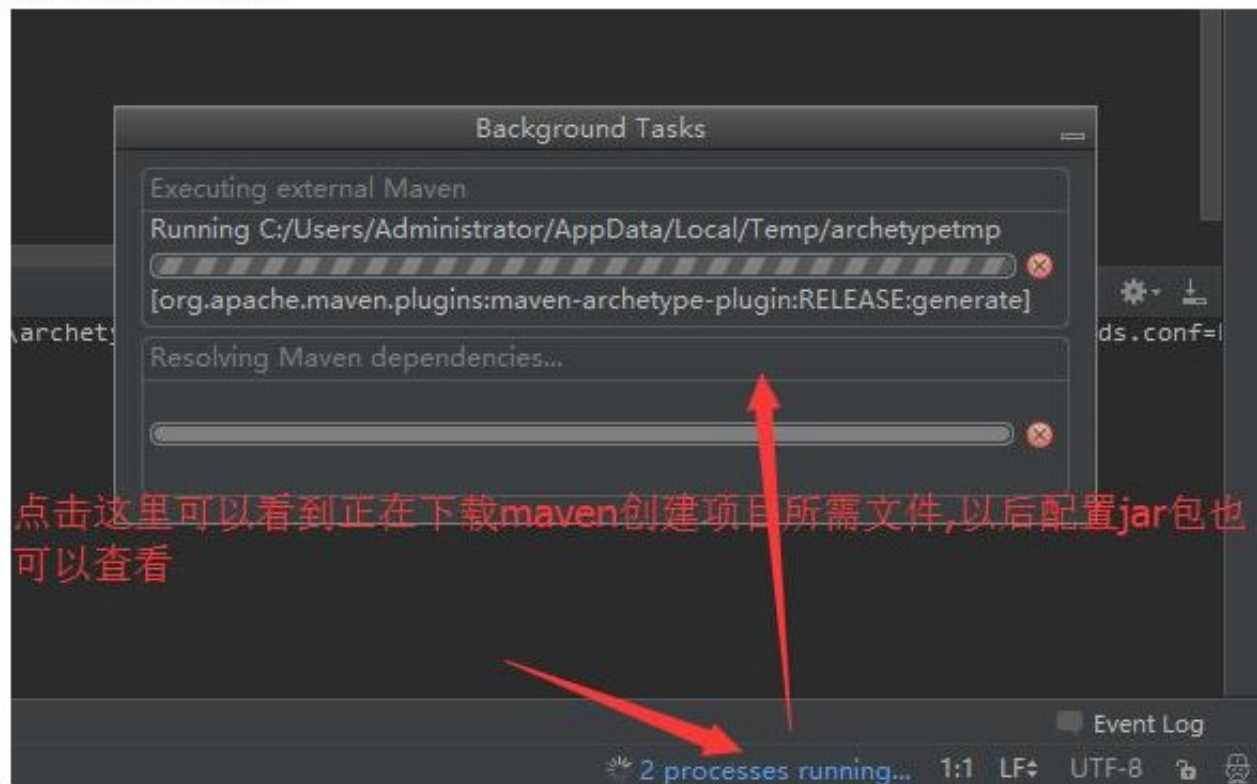 Background Tasks
Executing external Maven
Running C:/Users/Administrator/AppData/Local/Temp/archetypetmp
[org.apache.maven.plugins:maven-archetype-plugin:RELEASE:generate]
\archet
ds.conf=
Resolving Maven dependencies...
点击这里可以看到正在下载maven创建项目所需文件,以后配置jar包也
可以查看
Event Log
2 processes running... 1:1 LF UTF-8